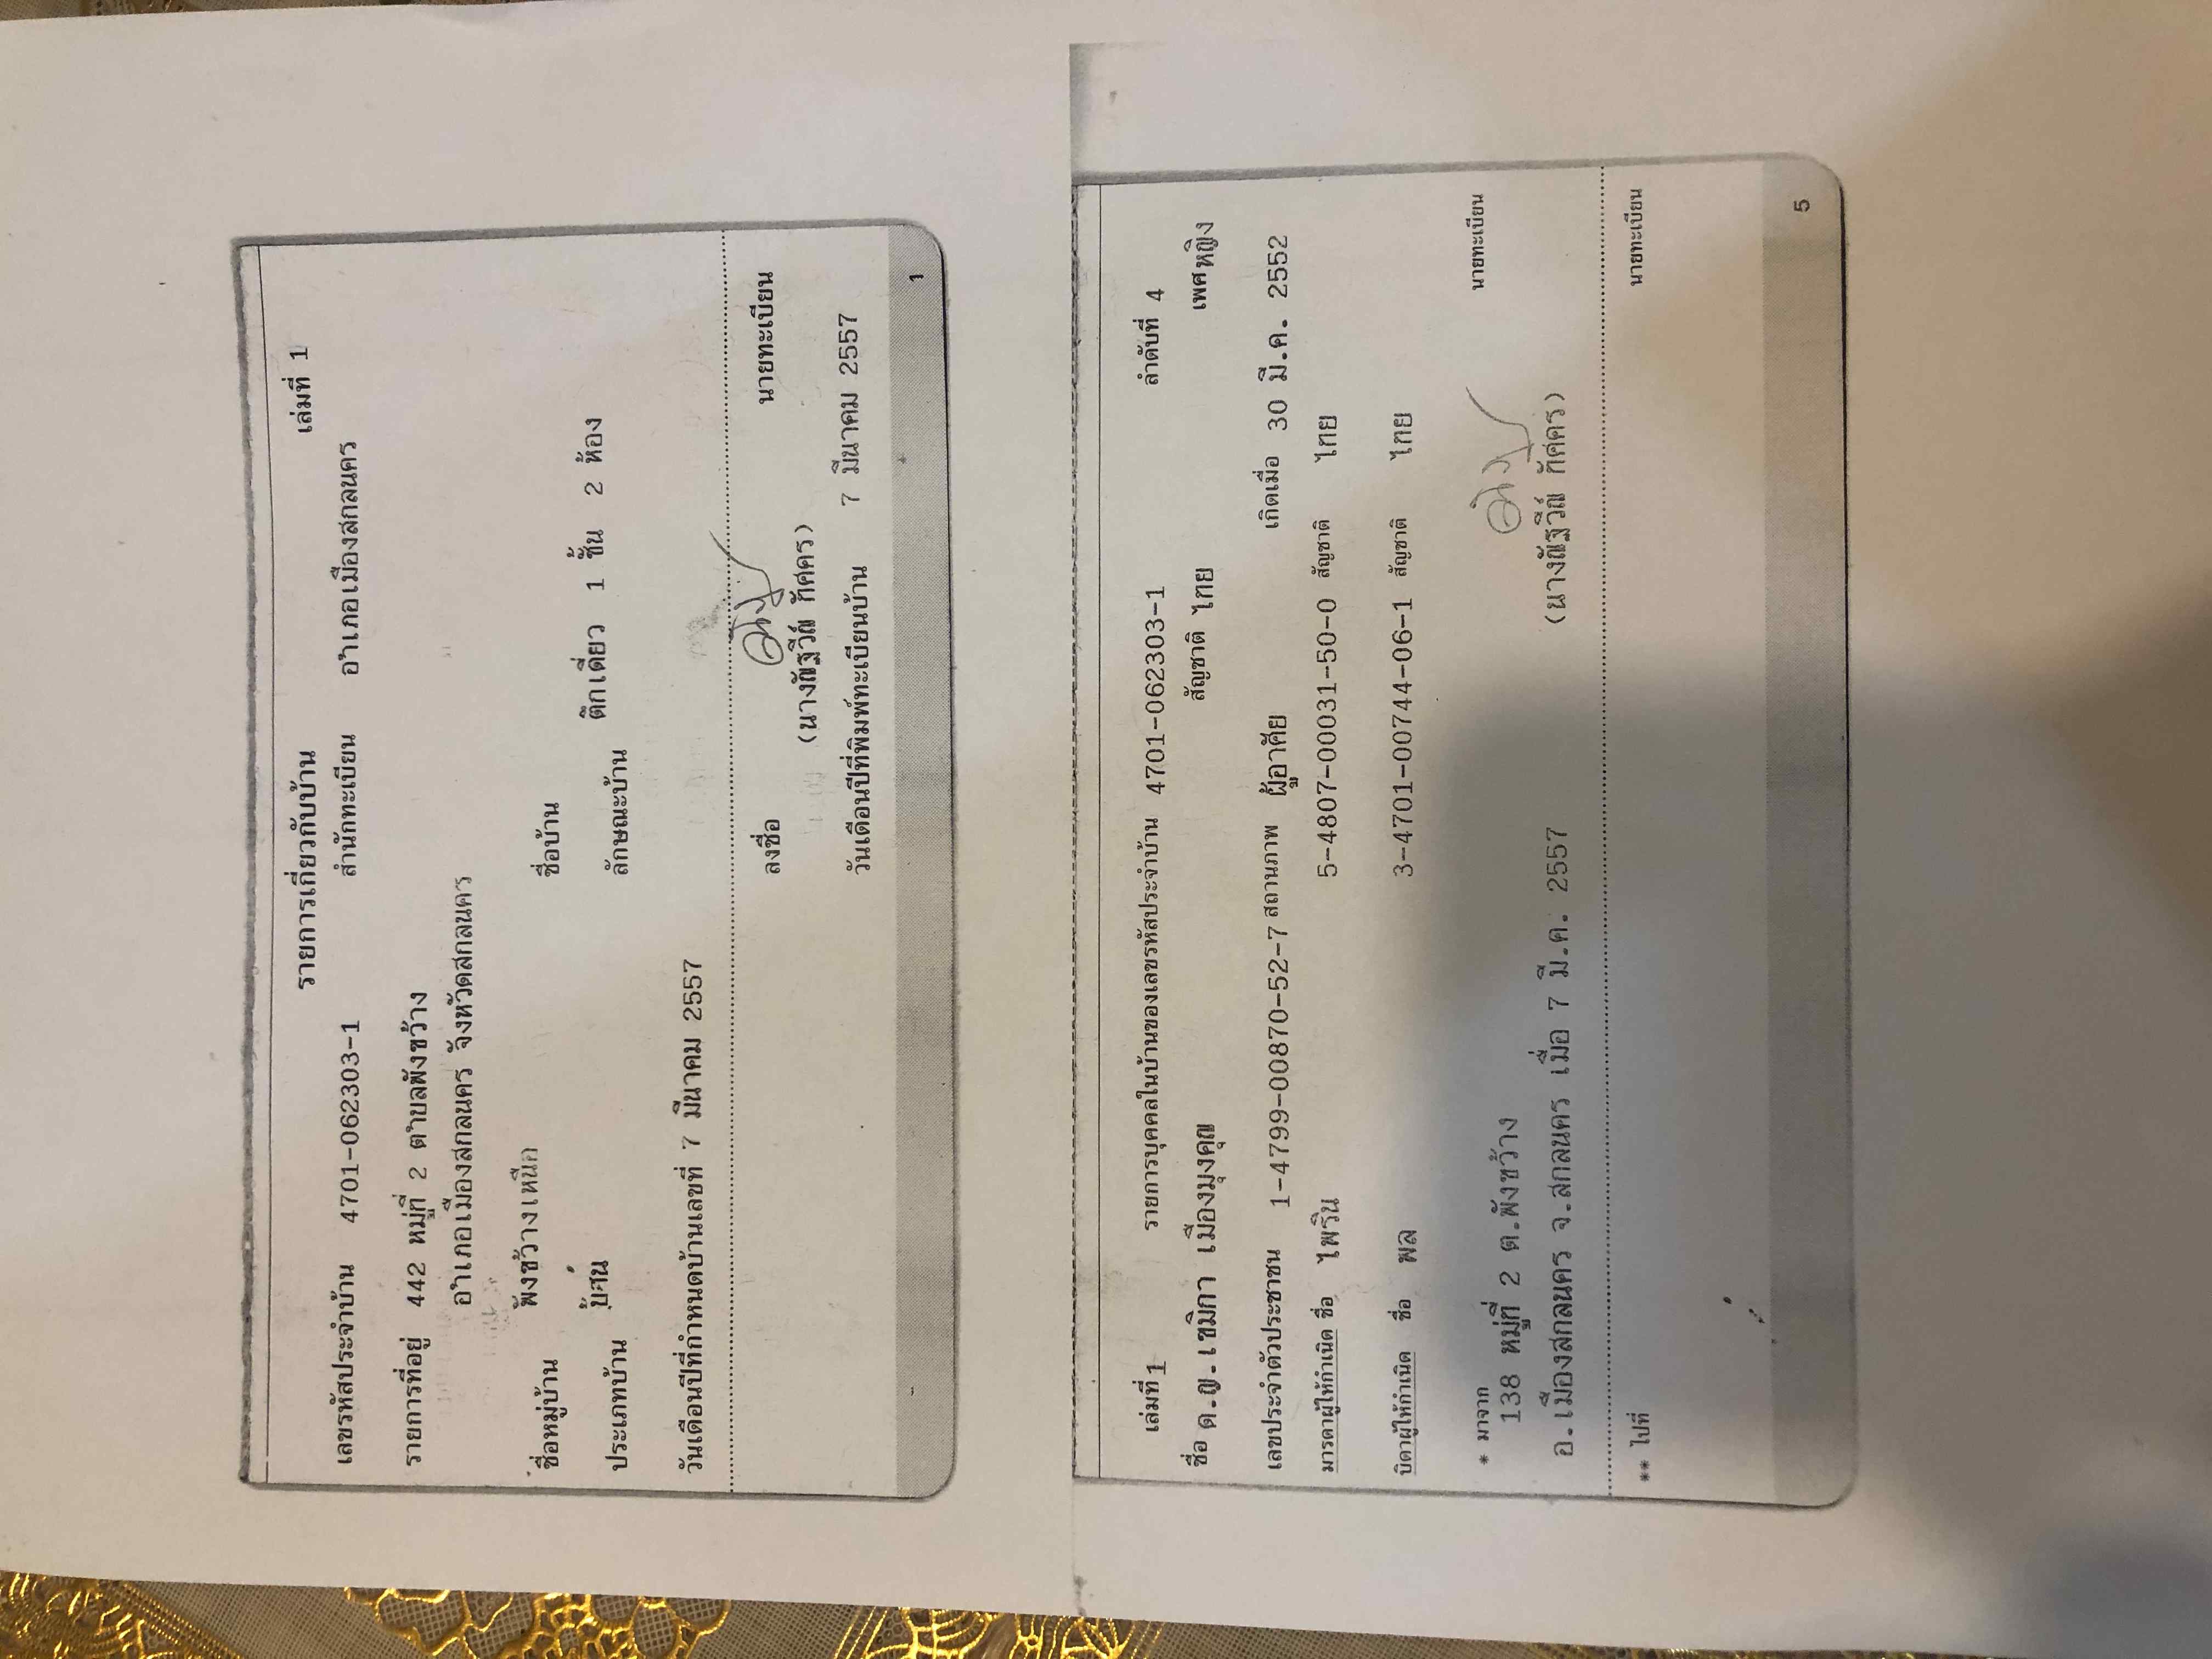 รายการเกี่ยวกับบ้าน เล่มที่ 1
เลขรหัสประจำบ้าน 4701-062303-1 สำนักทะเบียน อำเภอเมืองสกลนคร
รายการที่อยู่ 442 หมู่ที่ 2 ตำบลพังขว้าง
อำเภอเมืองสกลนคร จังหวัดสกลนคร
ชื่อหมู่บ้าน พังขว้างเหนือ ชื่อบ้าน
ประเภทบ้าน บ้าน ลักษณะบ้าน ตึกเดี่ยว 1 ชั้น 2 ห้อง
วันเดือนปีที่กำหนดบ้านเลขที่ 7 มีนาคม 2557
ลงชื่อ นายทะเบียน
วันเดือนปีที่พิมพ์ทะเบียนบ้าน 7 มีนาคม 2557
1
เล่มที่ 1 รายการบุคคลในบ้านของเลขรหัสประจำบ้าน 4701-062303-1 ลำดับที่ 4
ชื่อ ด.ญ.เขมิกา เมืองมุงคุญ สัญชาติ ไทย เพศ หญิง
เลขประจำตัวประชาชน 1-4799-00870-52-7 สถานภาพ ผู้อาศัย เกิดเมื่อ 30 มี.ค. 2552
มารดาผู้ให้กำเนิด ชื่อ ไพริน 5-4807-00031-50-0 สัญชาติ ไทย
บิดาผู้ให้กำเนิด ชื่อ พล 3-4701-00744-06-1 สัญชาติ ไทย
* มาจาก
138 หมู่ที่ 2 ต.พังขว้าง นายทะเบียน
อ.เมืองสกลนคร จ.สกลนคร เมื่อ 7 มี.ค. 2557
** ไปที่ นายทะเบียน
5